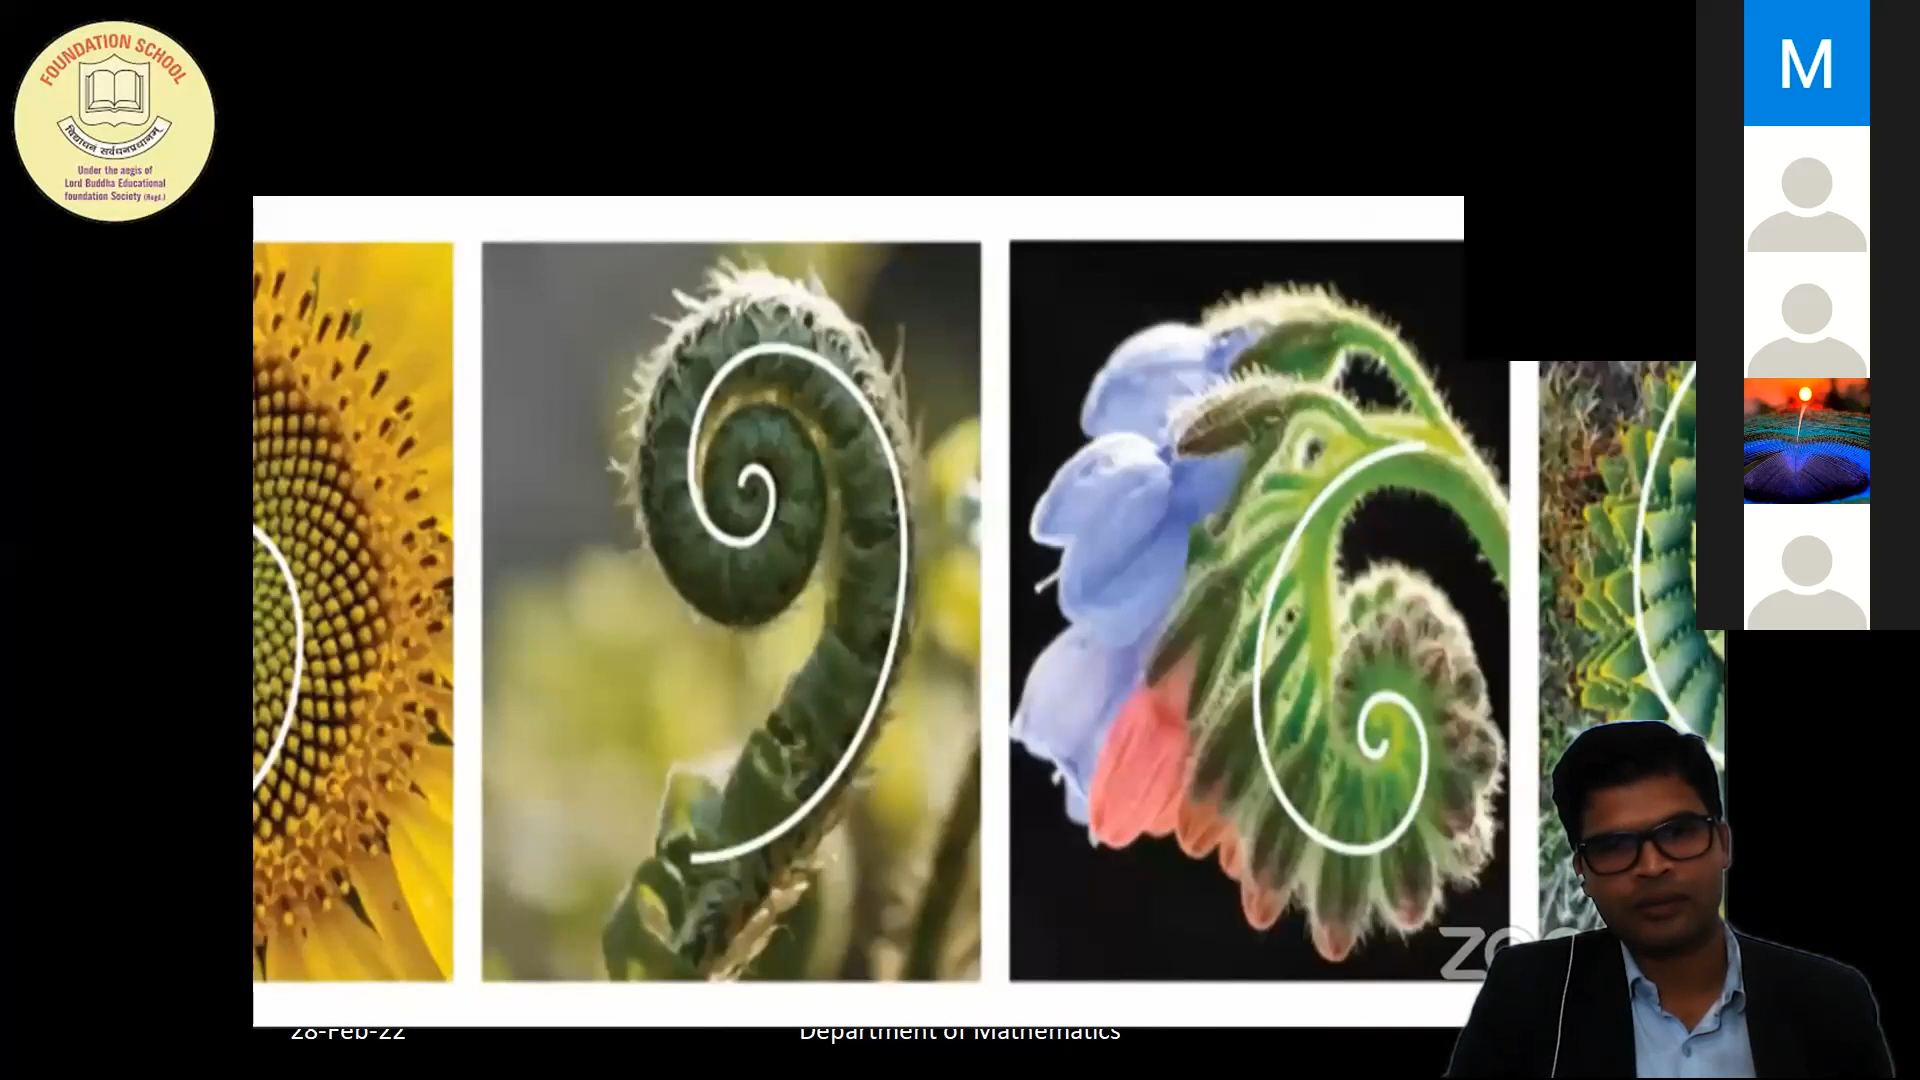 FOUNDATION SCHOOL
विद्याधनं सर्वधनप्रधानम्
Under the aegis of
Lord Buddha Educational
foundation Society (Regd.)
M
28-Feb-22
Department of Mathematics